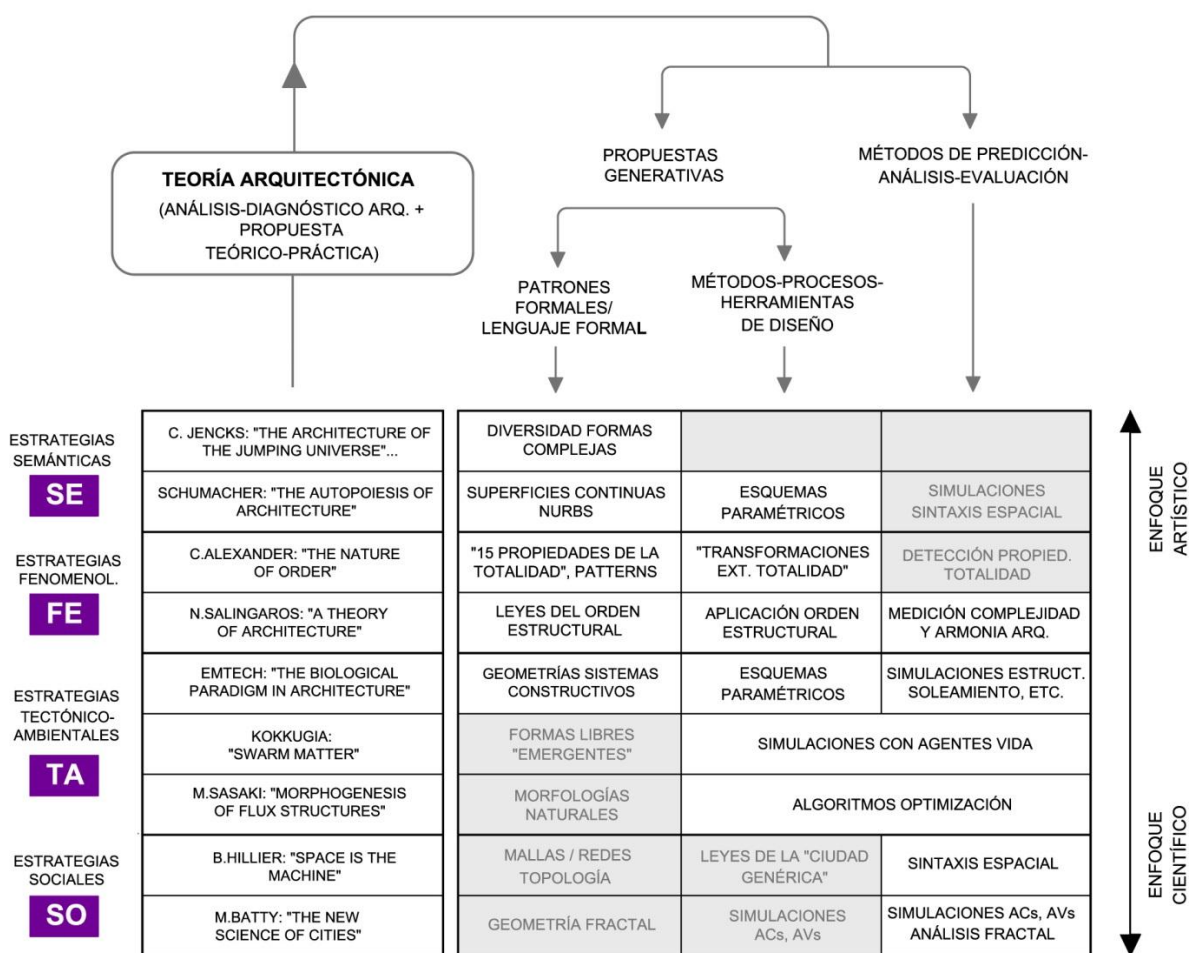 TEORÍA ARQUITECTÓNICA
(ANÁLISIS-DIAGNÓSTICO ARQ. +
PROPUESTA
TEÓRICO-PRÁCTICA)
PROPUESTAS
GENERATIVAS
MÉTODOS DE PREDICCIÓN-
ANÁLISIS-EVALUACIÓN
PATRONES
FORMALES/
LENGUAJE FORMAL
MÉTODOS-PROCESOS-
HERRAMIENTAS
DE DISEÑO
ESTRATEGIAS
SEMÁNTICAS
SE
C. JENCKS: "THE ARCHITECTURE OF
THE JUMPING UNIVERSE"...
DIVERSIDAD FORMAS
COMPLEJAS
SCHUMACHER: "THE AUTOPOIESIS OF
ARCHITECTURE"
SUPERFICIES CONTINUAS
NURBS
ESQUEMAS
PARAMÉTRICOS
SIMULACIONES
SINTAXIS ESPACIAL
ESTRATEGIAS
FENOMENOL.
FE
C.ALEXANDER: "THE NATURE
OF ORDER"
"15 PROPIEDADES DE LA
TOTALIDAD", PATTERNS
"TRANSFORMACIONES
EXT. TOTALIDAD"
DETECCIÓN PROPIED.
TOTALIDAD
N.SALINGAROS: "A THEORY
OF ARCHITECTURE"
LEYES DEL ORDEN
ESTRUCTURAL
APLICACIÓN ORDEN
ESTRUCTURAL
MEDICIÓN COMPLEJIDAD
Y ARMONIA ARQ.
ESTRATEGIAS
TECTÓNICO-
AMBIENTALES
TA
EMTECH: "THE BIOLOGICAL
PARADIGM IN ARCHITECTURE"
GEOMETRÍAS SISTEMAS
CONSTRUCTIVOS
ESQUEMAS
PARAMÉTRICOS
SIMULACIONES ESTRUCT.
SOLEAMIENTO, ETC.
KOKKUGIA:
"SWARM MATTER"
FORMAS LIBRES
"EMERGENTES"
SIMULACIONES CON AGENTES VIDA
M.SASAKI: "MORPHOGENESIS
OF FLUX STRUCTURES"
MORFOLOGÍAS
NATURALES
ALGORITMOS OPTIMIZACIÓN
ESTRATEGIAS
SOCIALES
SO
B.HILLIER: "SPACE IS THE
MACHINE"
MALLAS / REDES
TOPOLOGÍA
LEYES DE LA "CIUDAD
GENÉRICA"
SINTAXIS ESPACIAL
M.BATTY: "THE NEW
SCIENCE OF CITIES"
GEOMETRÍA FRACTAL
SIMULACIONES
ACs, AVs
SIMULACIONES ACs, AVs
ANÁLISIS FRACTAL
ENFOQUE
ARTÍSTICO
ENFOQUE
CIENTÍFICO